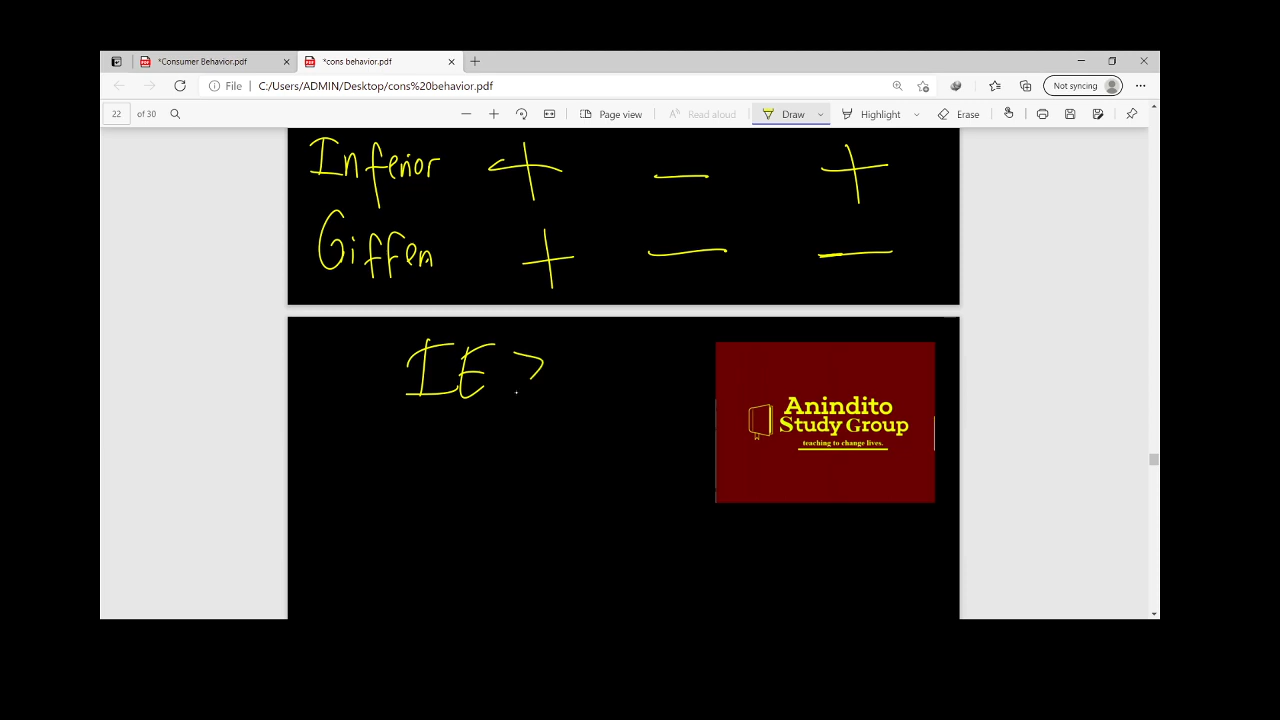 *Consumer Behavior.pdf *cons behavior.pdf
File C:/Users/ADMIN/Desktop/cons%20behavior.pdf Not syncing
22 of 30 Page view Read aloud Draw Highlight Erase
Inferior + − +
Giffen + − −
IE >
Anindito
Study Group
teaching to change lives.